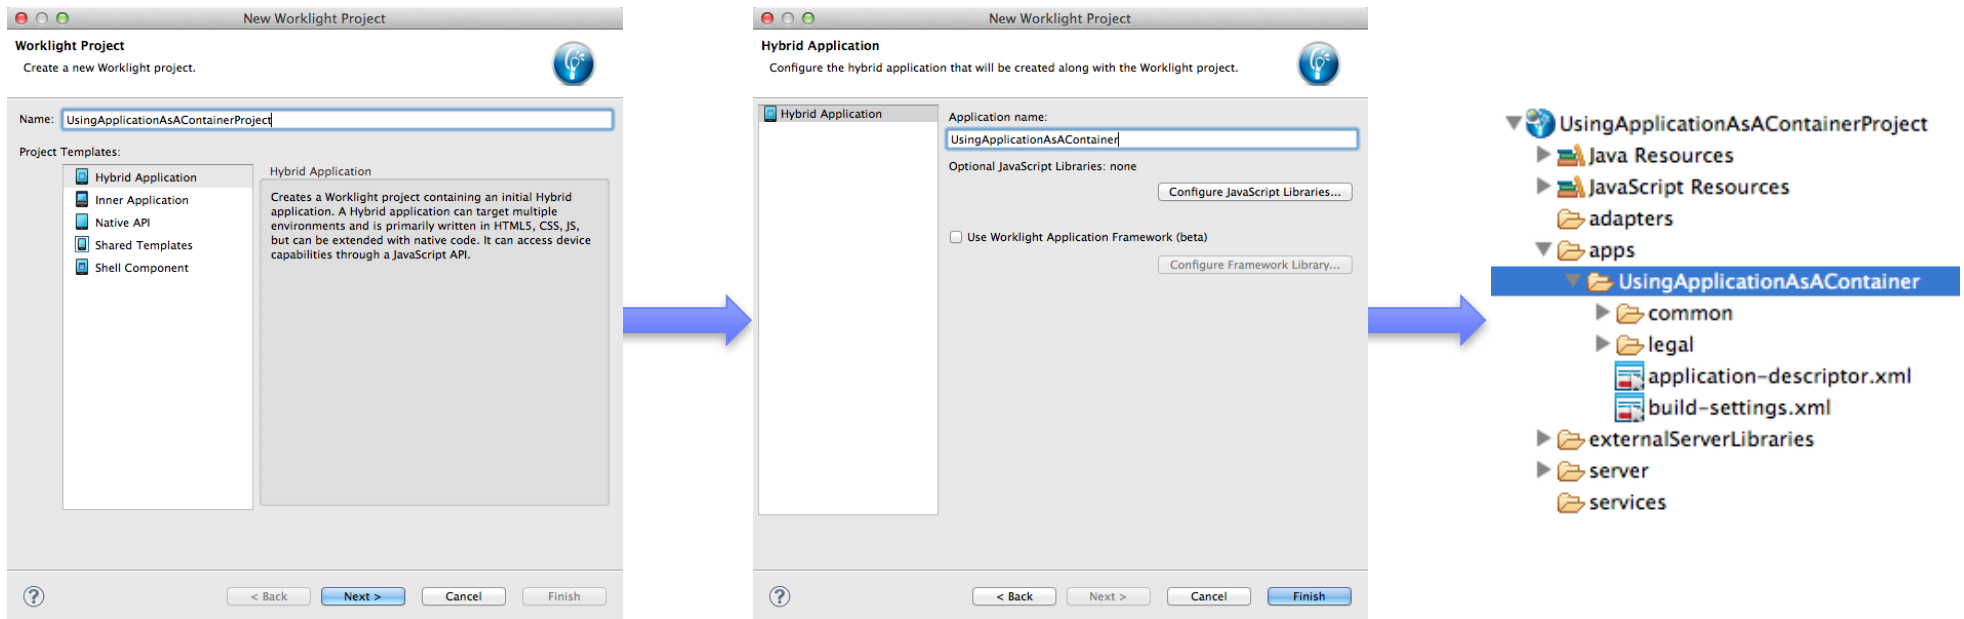 New Worklight Project
Worklight Project
Create a new Worklight project.
Name: UsingApplicationAsAContainerProject
Project Templates:
Hybrid Application
Inner Application
Native API
Shared Templates
Shell Component
Hybrid Application
Creates a Worklight project containing an initial Hybrid
application. A Hybrid application can target multiple
environments and is primarily written in HTML5, CSS, JS,
but can be extended with native code. It can access device
capabilities through a JavaScript API.
? < Back Next > Cancel Finish
New Worklight Project
Hybrid Application
Configure the hybrid application that will be created along with the Worklight project.
Hybrid Application
Application name:
UsingApplicationAsAContainer
Optional JavaScript Libraries: none
Configure JavaScript Libraries...
Use Worklight Application Framework (beta)
Configure Framework Library...
? < Back Next > Cancel Finish
UsingApplicationAsAContainerProject
Java Resources
JavaScript Resources
adapters
apps
UsingApplicationAsAContainer
common
legal
application-descriptor.xml
build-settings.xml
externalServerLibraries
server
services